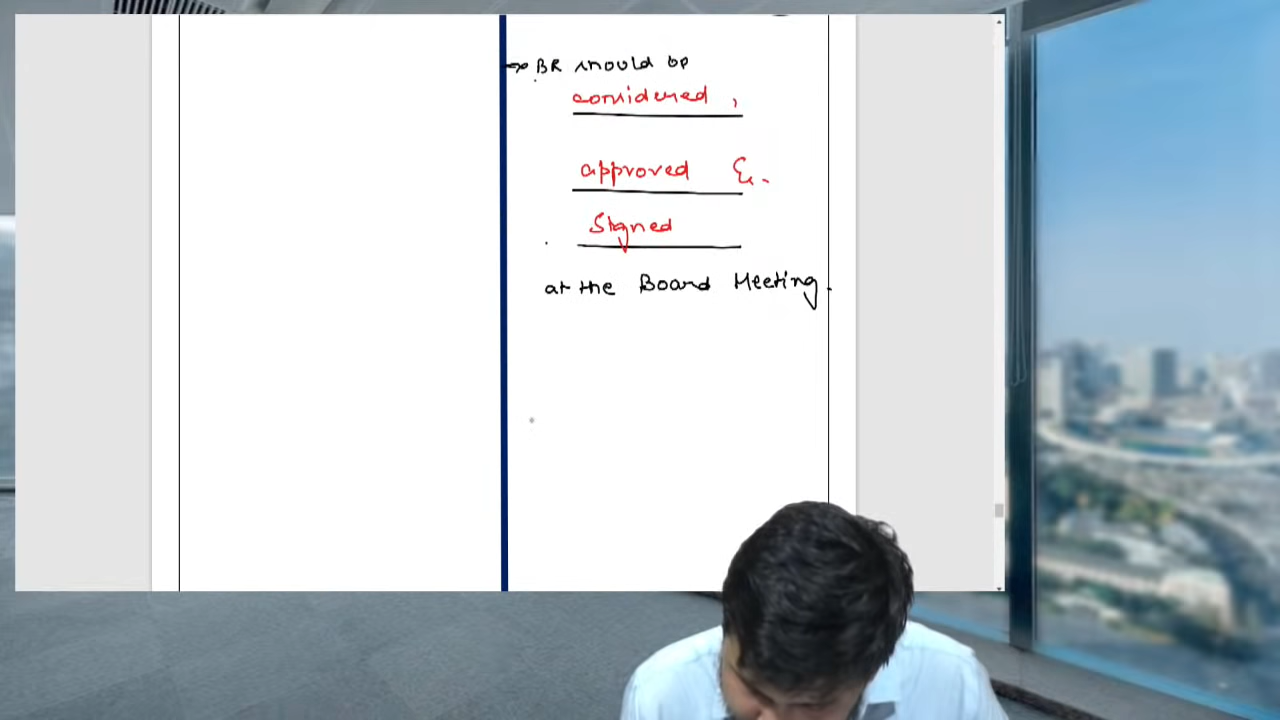 → BR should be
considered,
approved &.
Signed
at the Board Meeting.